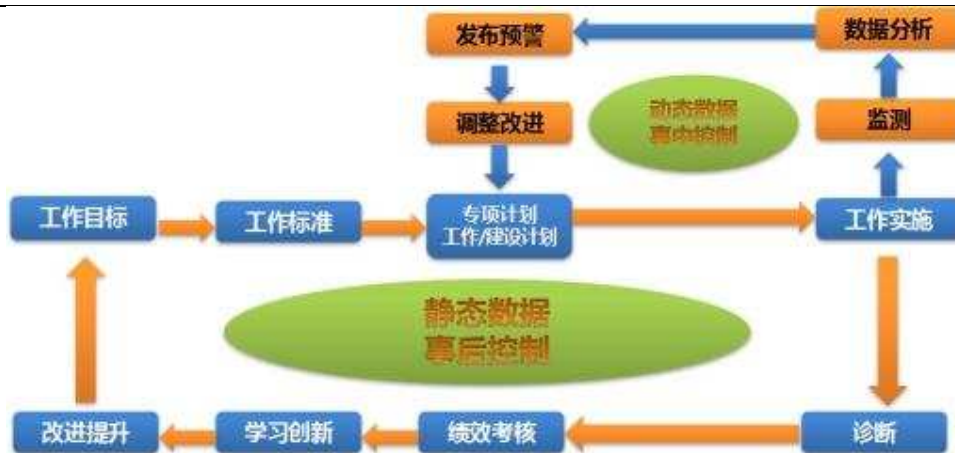 发布预警
数据分析
调整改进
动态数据
事中控制
监测
工作目标
工作标准
专项计划
工作/建设计划
工作实施
静态数据
事后控制
改进提升
学习创新
绩效考核
诊断